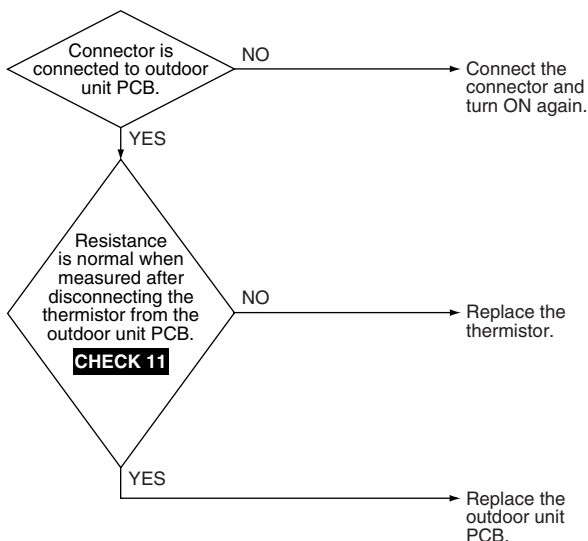 Connector is
connected to outdoor
unit PCB.
NO
Connect the
connector and
turn ON again.
YES
Resistance
is normal when
measured after
disconnecting the
thermistor from the
outdoor unit PCB.
CHECK 11
NO
Replace the
thermistor.
YES
Replace the
outdoor unit
PCB.